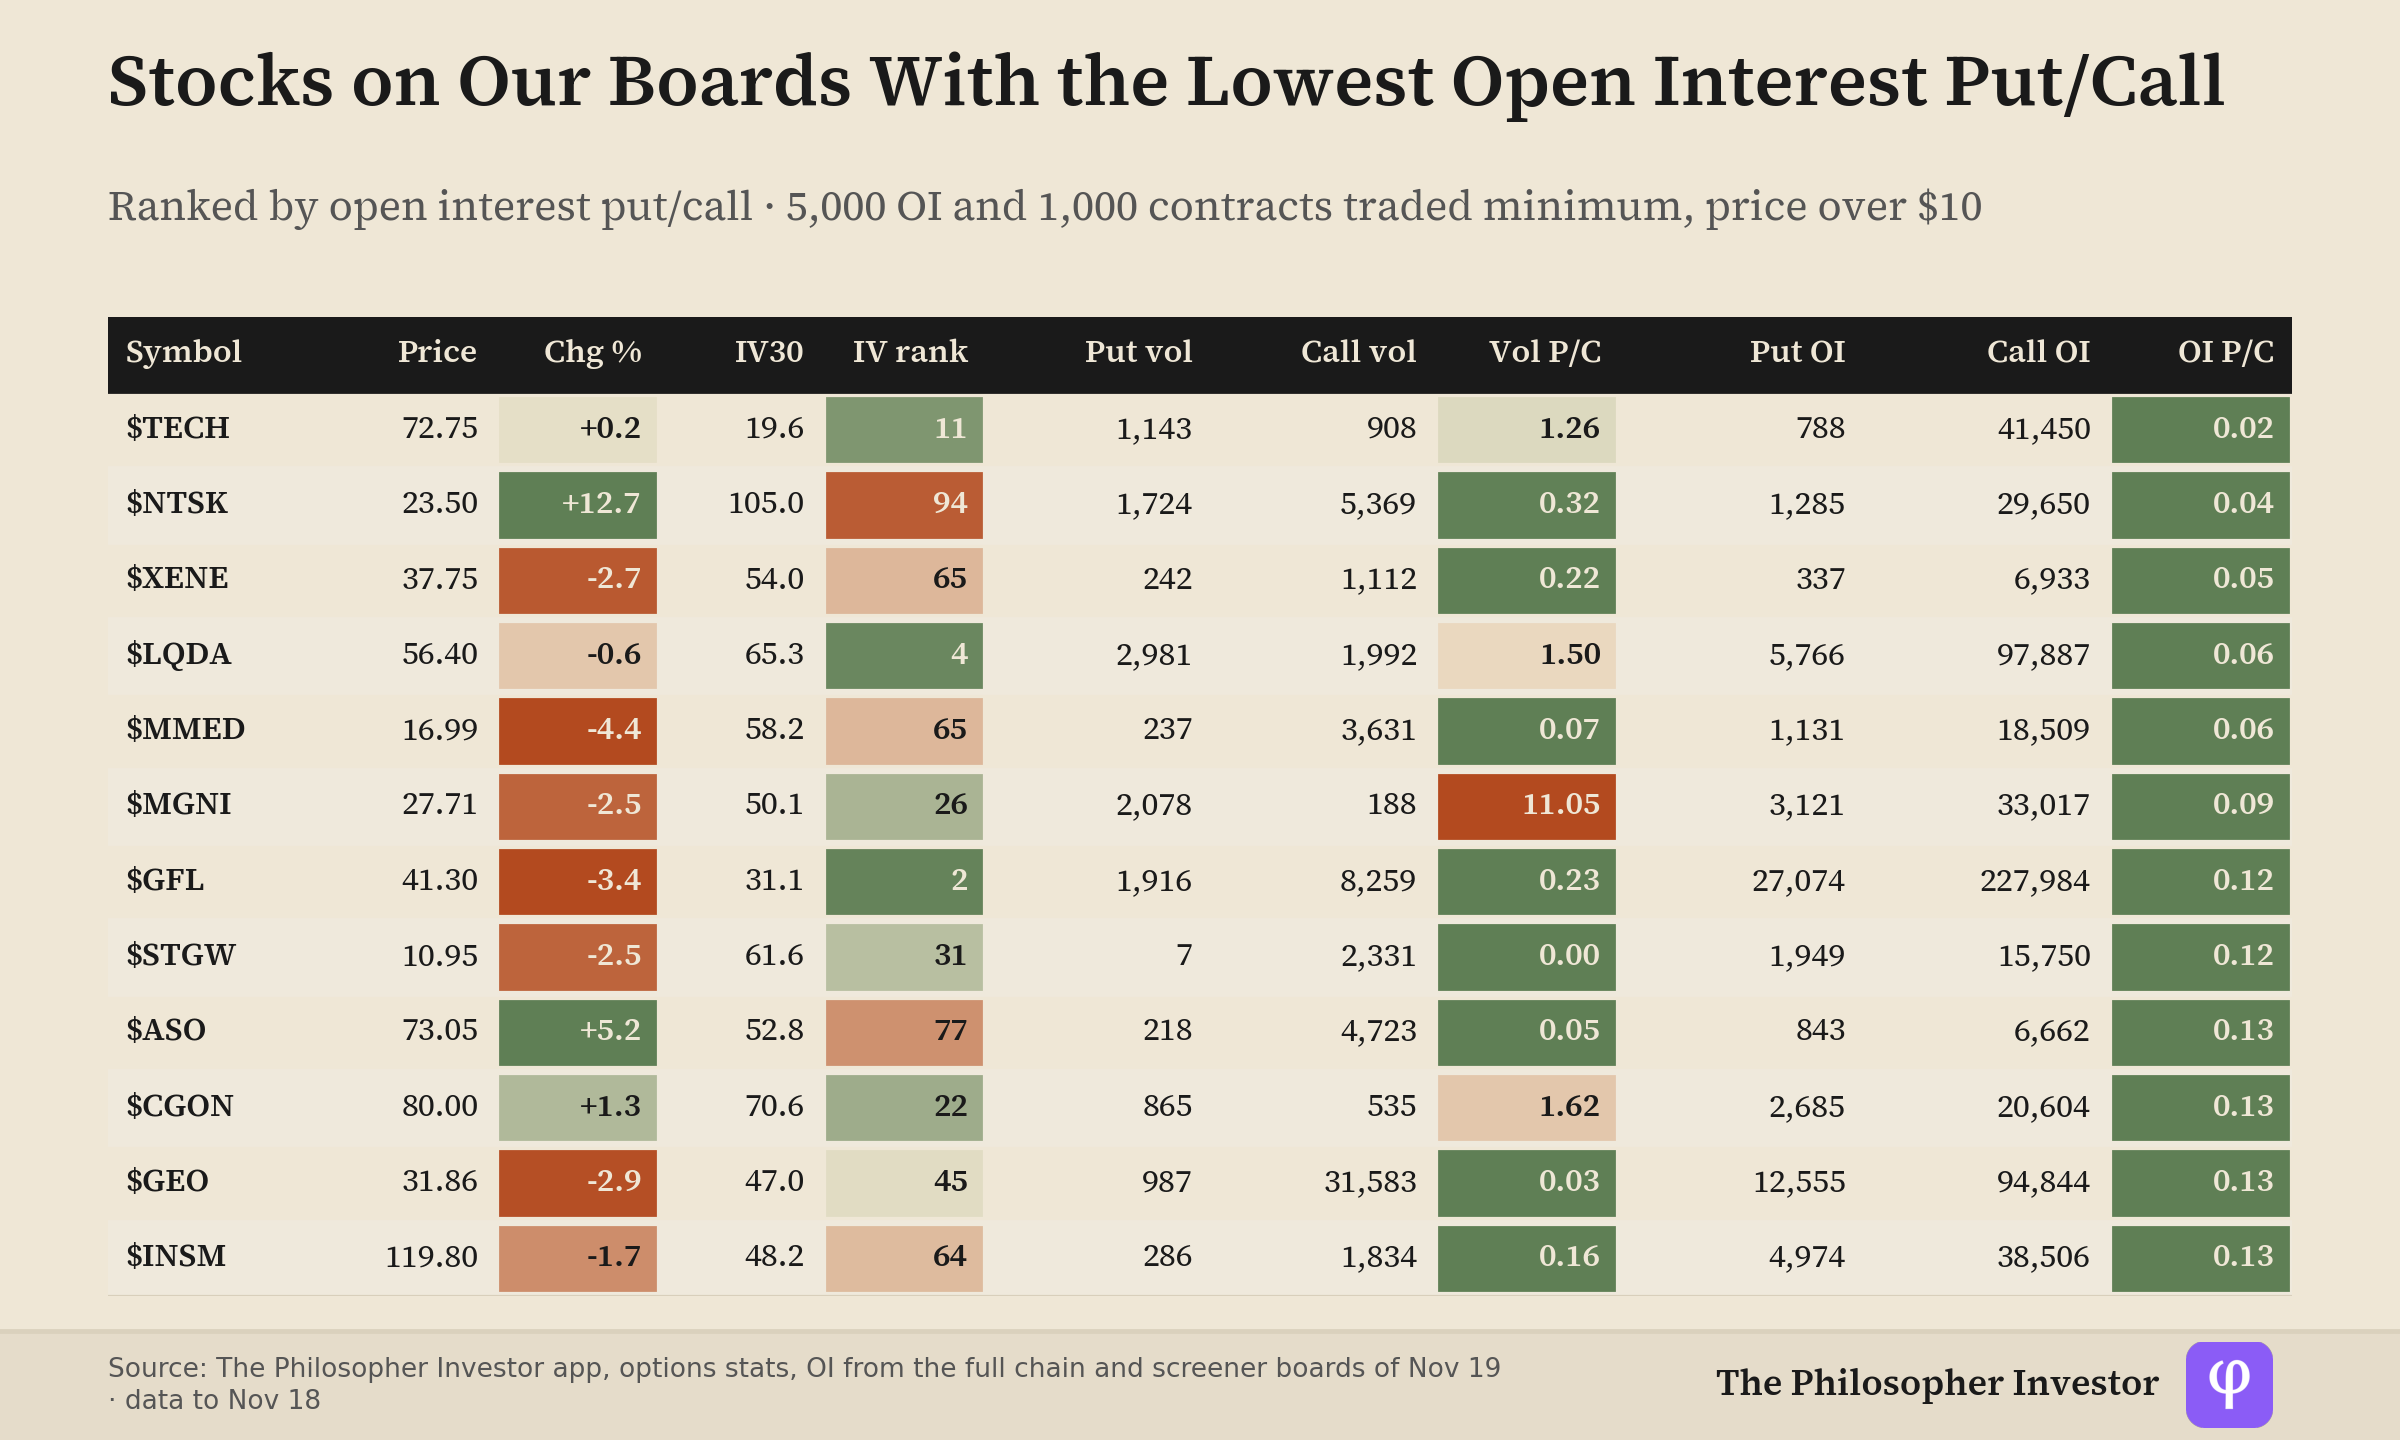 Stocks on Our Boards With the Lowest Open Interest Put/Call
Ranked by open interest put/call · 5,000 OI and 1,000 contracts traded minimum, price over $10
Symbol Price Chg % IV30 IV rank Put vol Call vol Vol P/C Put OI Call OI OI P/C
$TECH 72.75 +0.2 19.6 11 1,143 908 1.26 788 41,450 0.02
$NTSK 23.50 +12.7 105.0 94 1,724 5,369 0.32 1,285 29,650 0.04
$XENE 37.75 -2.7 54.0 65 242 1,112 0.22 337 6,933 0.05
$LQDA 56.40 -0.6 65.3 4 2,981 1,992 1.50 5,766 97,887 0.06
$MMED 16.99 -4.4 58.2 65 237 3,631 0.07 1,131 18,509 0.06
$MGNI 27.71 -2.5 50.1 26 2,078 188 11.05 3,121 33,017 0.09
$GFL 41.30 -3.4 31.1 2 1,916 8,259 0.23 27,074 227,984 0.12
$STGW 10.95 -2.5 61.6 31 7 2,331 0.00 1,949 15,750 0.12
$ASO 73.05 +5.2 52.8 77 218 4,723 0.05 843 6,662 0.13
$CGON 80.00 +1.3 70.6 22 865 535 1.62 2,685 20,604 0.13
$GEO 31.86 -2.9 47.0 45 987 31,583 0.03 12,555 94,844 0.13
$INSM 119.80 -1.7 48.2 64 286 1,834 0.16 4,974 38,506 0.13
Source: The Philosopher Investor app, options stats, OI from the full chain and screener boards of Nov 19
· data to Nov 18
The Philosopher Investor φ